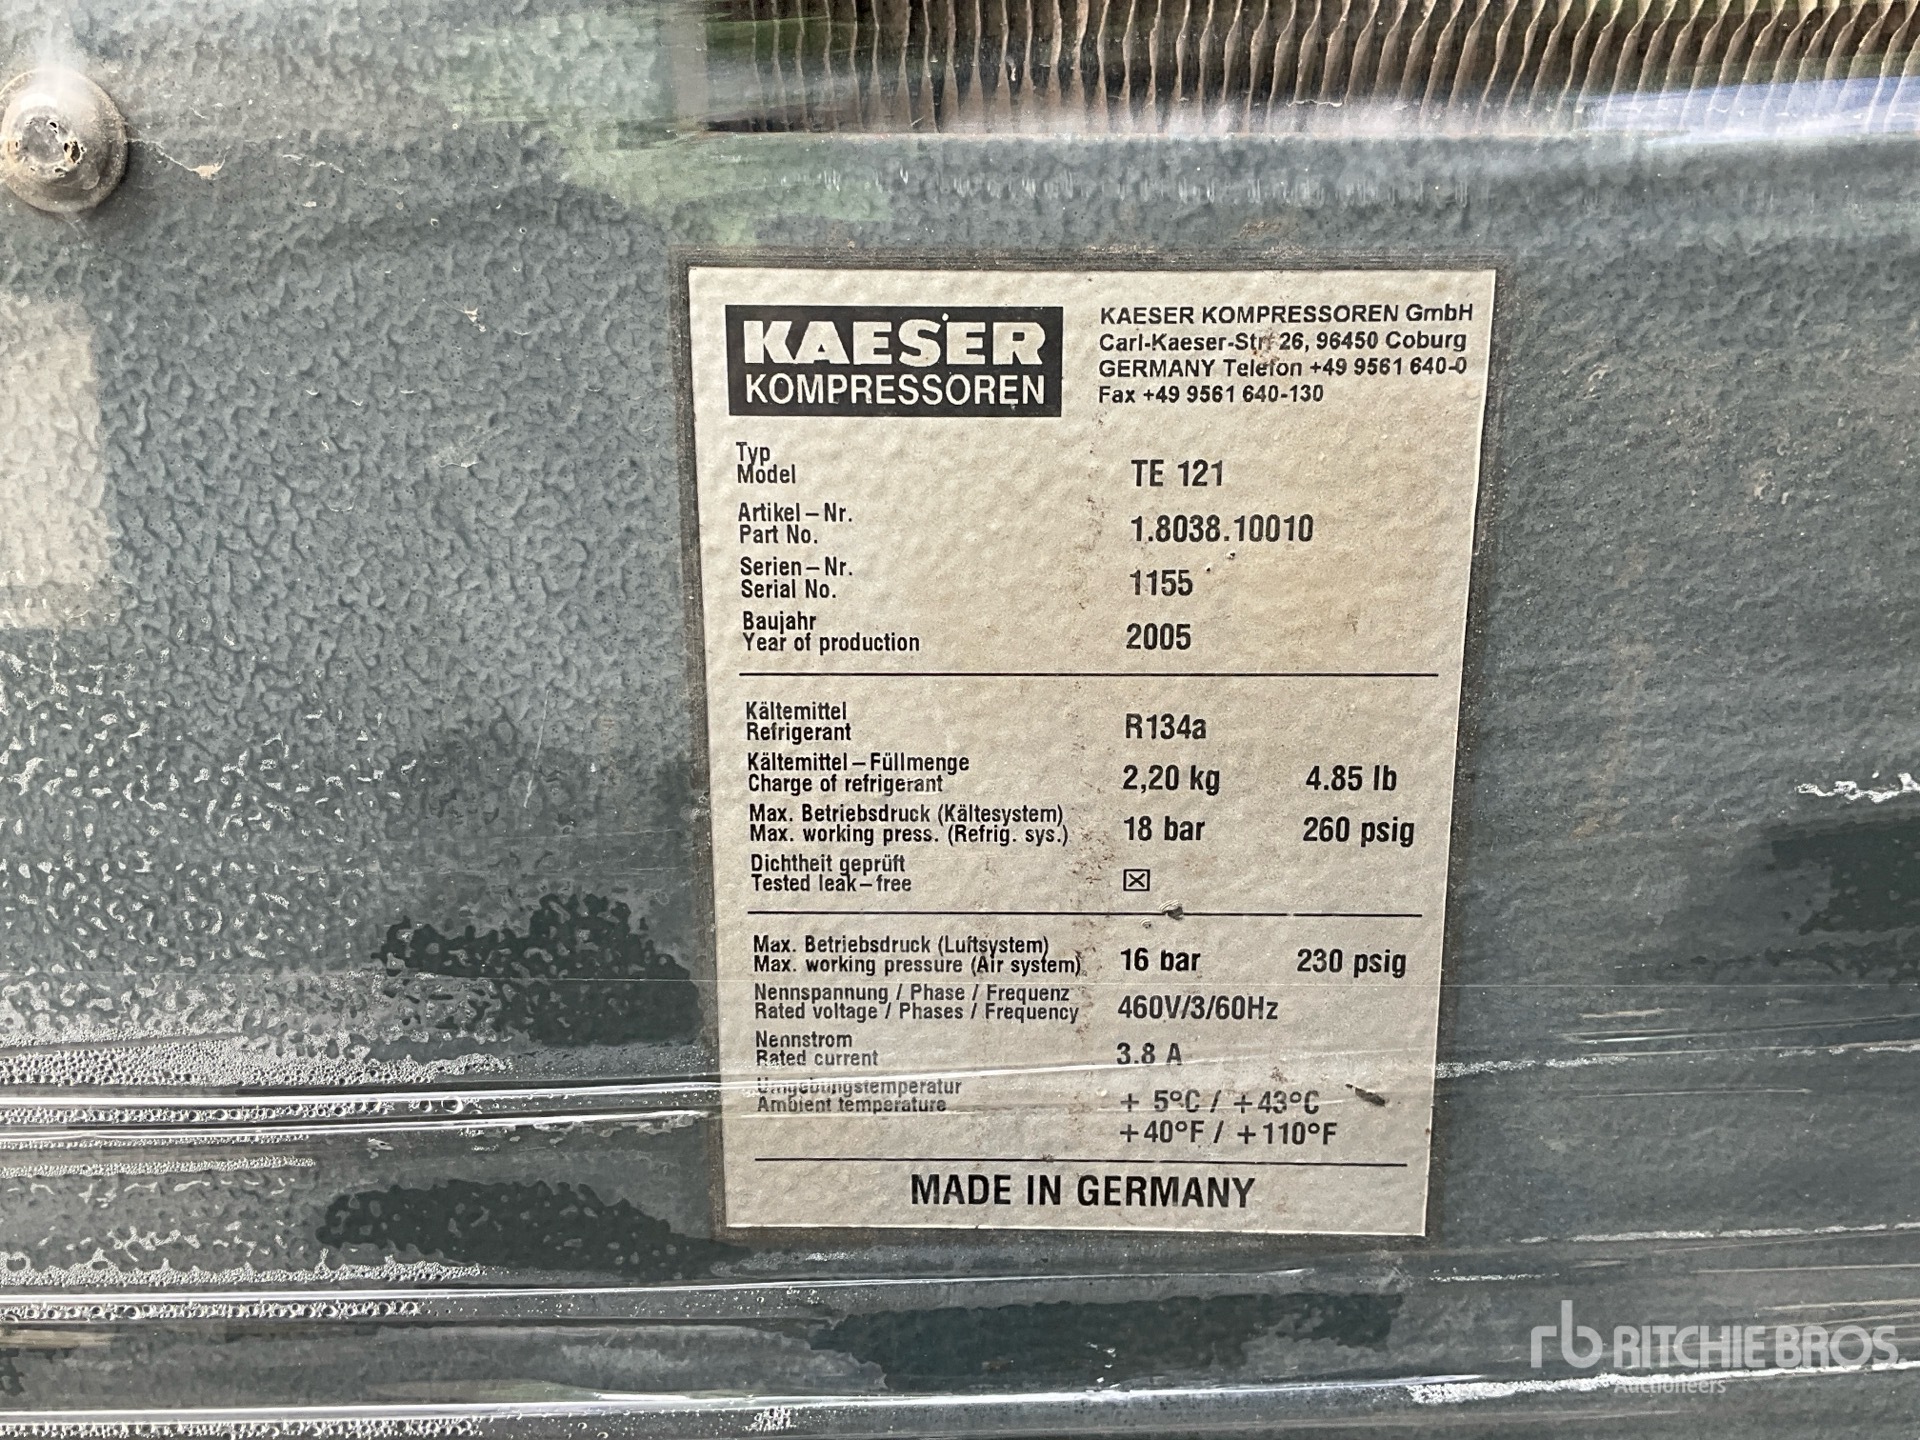 KAESER
KOMPRESSOREN
KAESER KOMPRESSOREN GmbH
Carl-Kaeser-Str. 26, 96450 Coburg
GERMANY Telefon +49 9561 640-0
Fax +49 9561 640-130
Typ
Model TE 121
Artikel – Nr.
Part No. 1.8038.10010
Serien – Nr.
Serial No. 1155
Baujahr
Year of production 2005
Kältemittel
Refrigerant R134a
Kältemittel – Füllmenge
Charge of refrigerant 2,20 kg 4.85 lb
Max. Betriebsdruck (Kältesystem)
Max. working press. (Refrig. sys.) 18 bar 260 psig
Dichtheit geprüft
Tested leak – free ☒
Max. Betriebsdruck (Luftsystem)
Max. working pressure (Air system) 16 bar 230 psig
Nennspannung / Phase / Frequenz
Rated voltage / Phases / Frequency 460V/3/60Hz
Nennstrom
Rated current 3.8 A
Umgebungstemperatur
Ambient temperature + 5°C / +43°C
+40°F / +110°F
MADE IN GERMANY
rb RITCHIE BROS.
Auctioneers